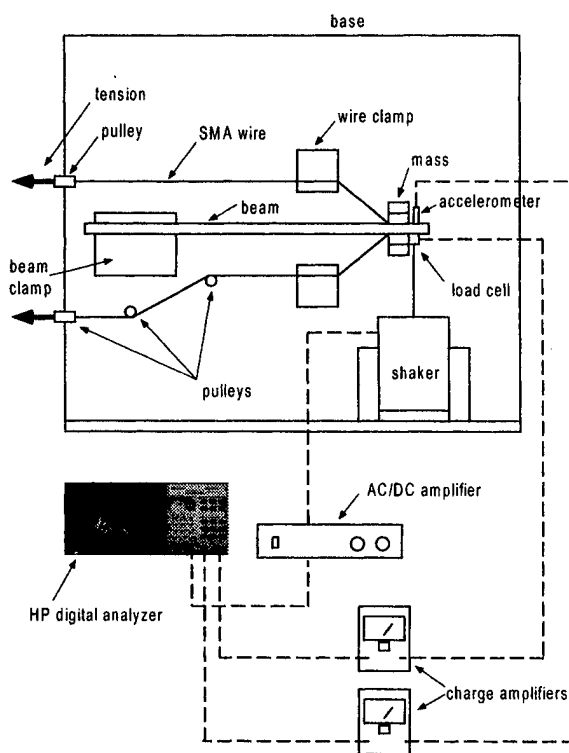 base
tension
pulley
SMA wire
wire clamp
mass
accelerometer
beam
beam
clamp
load cell
shaker
pulleys
AC/DC amplifier
HP digital analyzer
charge amplifiers